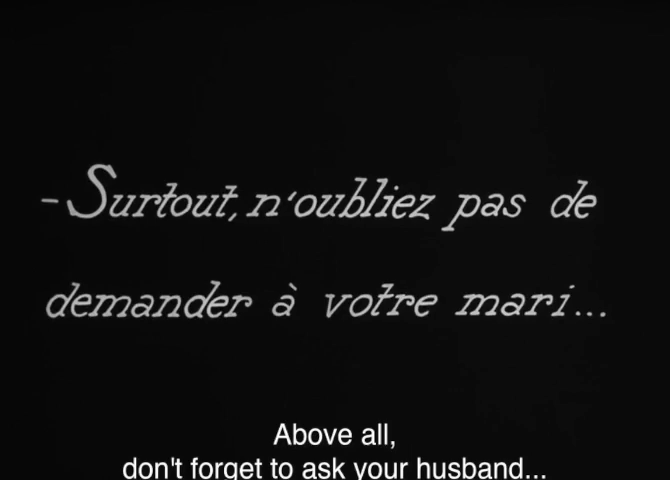 -Surtout, n'oubliez pas de
demander à votre mari...
Above all,
don't forget to ask your husband...